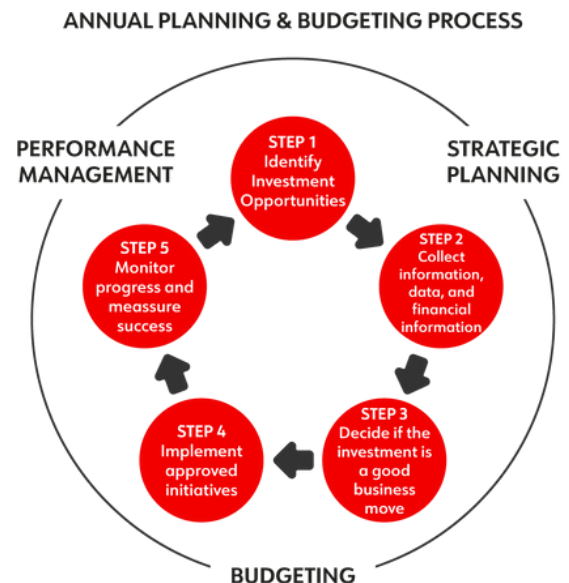 ANNUAL PLANNING & BUDGETING PROCESS
PERFORMANCE
MANAGEMENT
STRATEGIC
PLANNING
STEP 1
Identify
Investment
Opportunities
STEP 2
Collect
information,
data, and
financial
information
STEP 3
Decide if the
investment is
a good
business
move
STEP 4
Implement
approved
initiatives
STEP 5
Monitor
progress and
meassure
success
BUDGETING